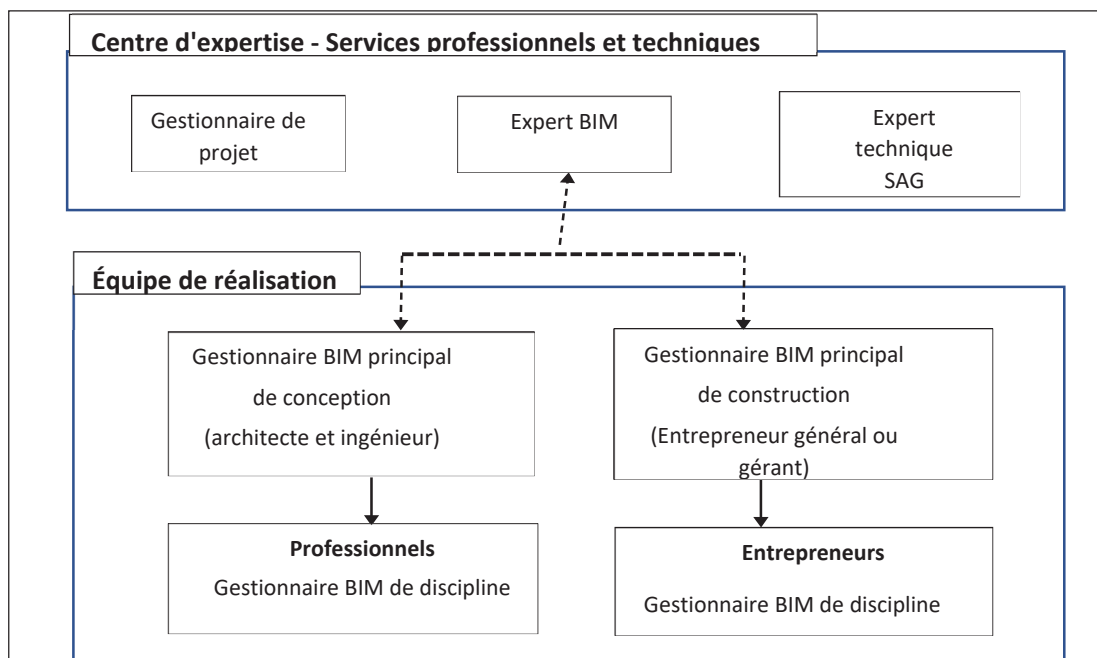 Centre d'expertise - Services professionnels et techniques
Gestionnaire de
projet
Expert BIM
Expert
technique
SAG
Équipe de réalisation
Gestionnaire BIM principal
de conception
(architecte et ingénieur)
Gestionnaire BIM principal
de construction
(Entrepreneur général ou
gérant)
Professionnels
Gestionnaire BIM de discipline
Entrepreneurs
Gestionnaire BIM de discipline